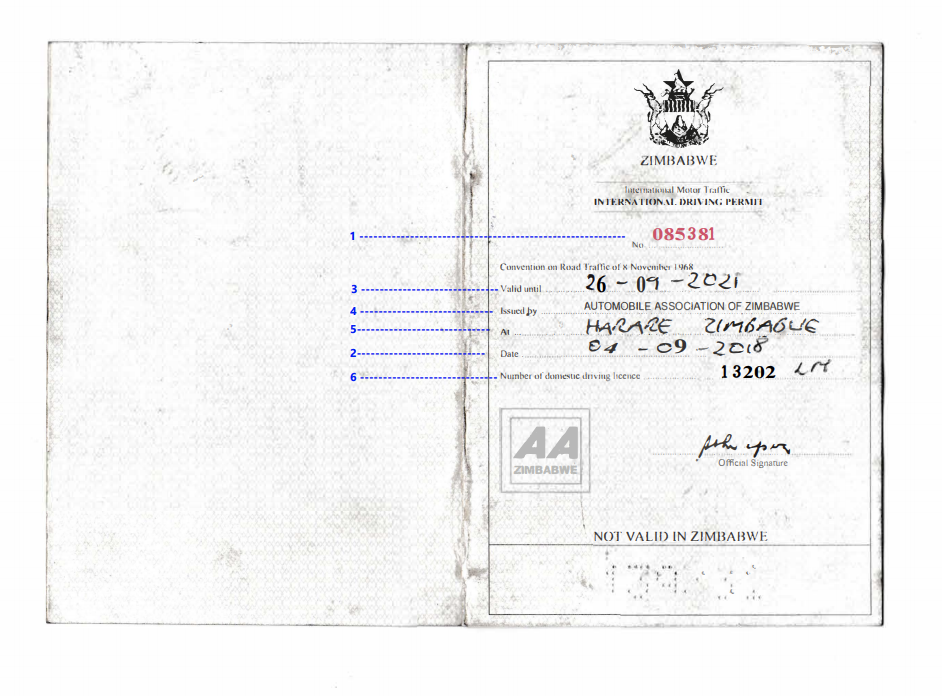 ZIMBABWE
International Motor Traffic
INTERNATIONAL DRIVING PERMIT
1 No 085381
Convention on Road Traffic of 8 November 1968
3 Valid until 26 - 09 - 2021
4 Issued by AUTOMOBILE ASSOCIATION OF ZIMBABWE
5 At HARARE ZIMBABWE
2 Date 04 - 09 - 2018
6 Number of domestic driving licence 13202 LM
AA
ZIMBABWE
Official Signature
NOT VALID IN ZIMBABWE